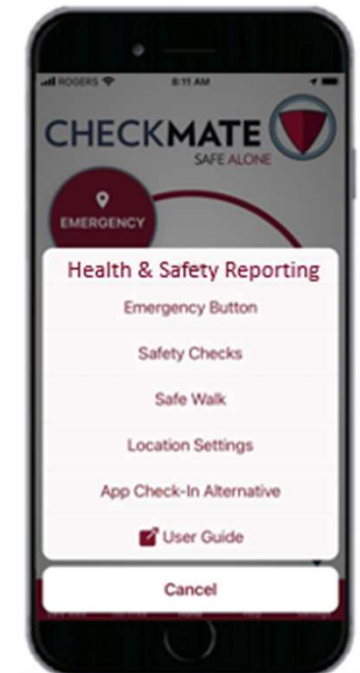 ROGERS 8:11 AM
CHECKMATE
SAFE ALONE
EMERGENCY
Health & Safety Reporting
Emergency Button
Safety Checks
Safe Walk
Location Settings
App Check-In Alternative
User Guide
Cancel